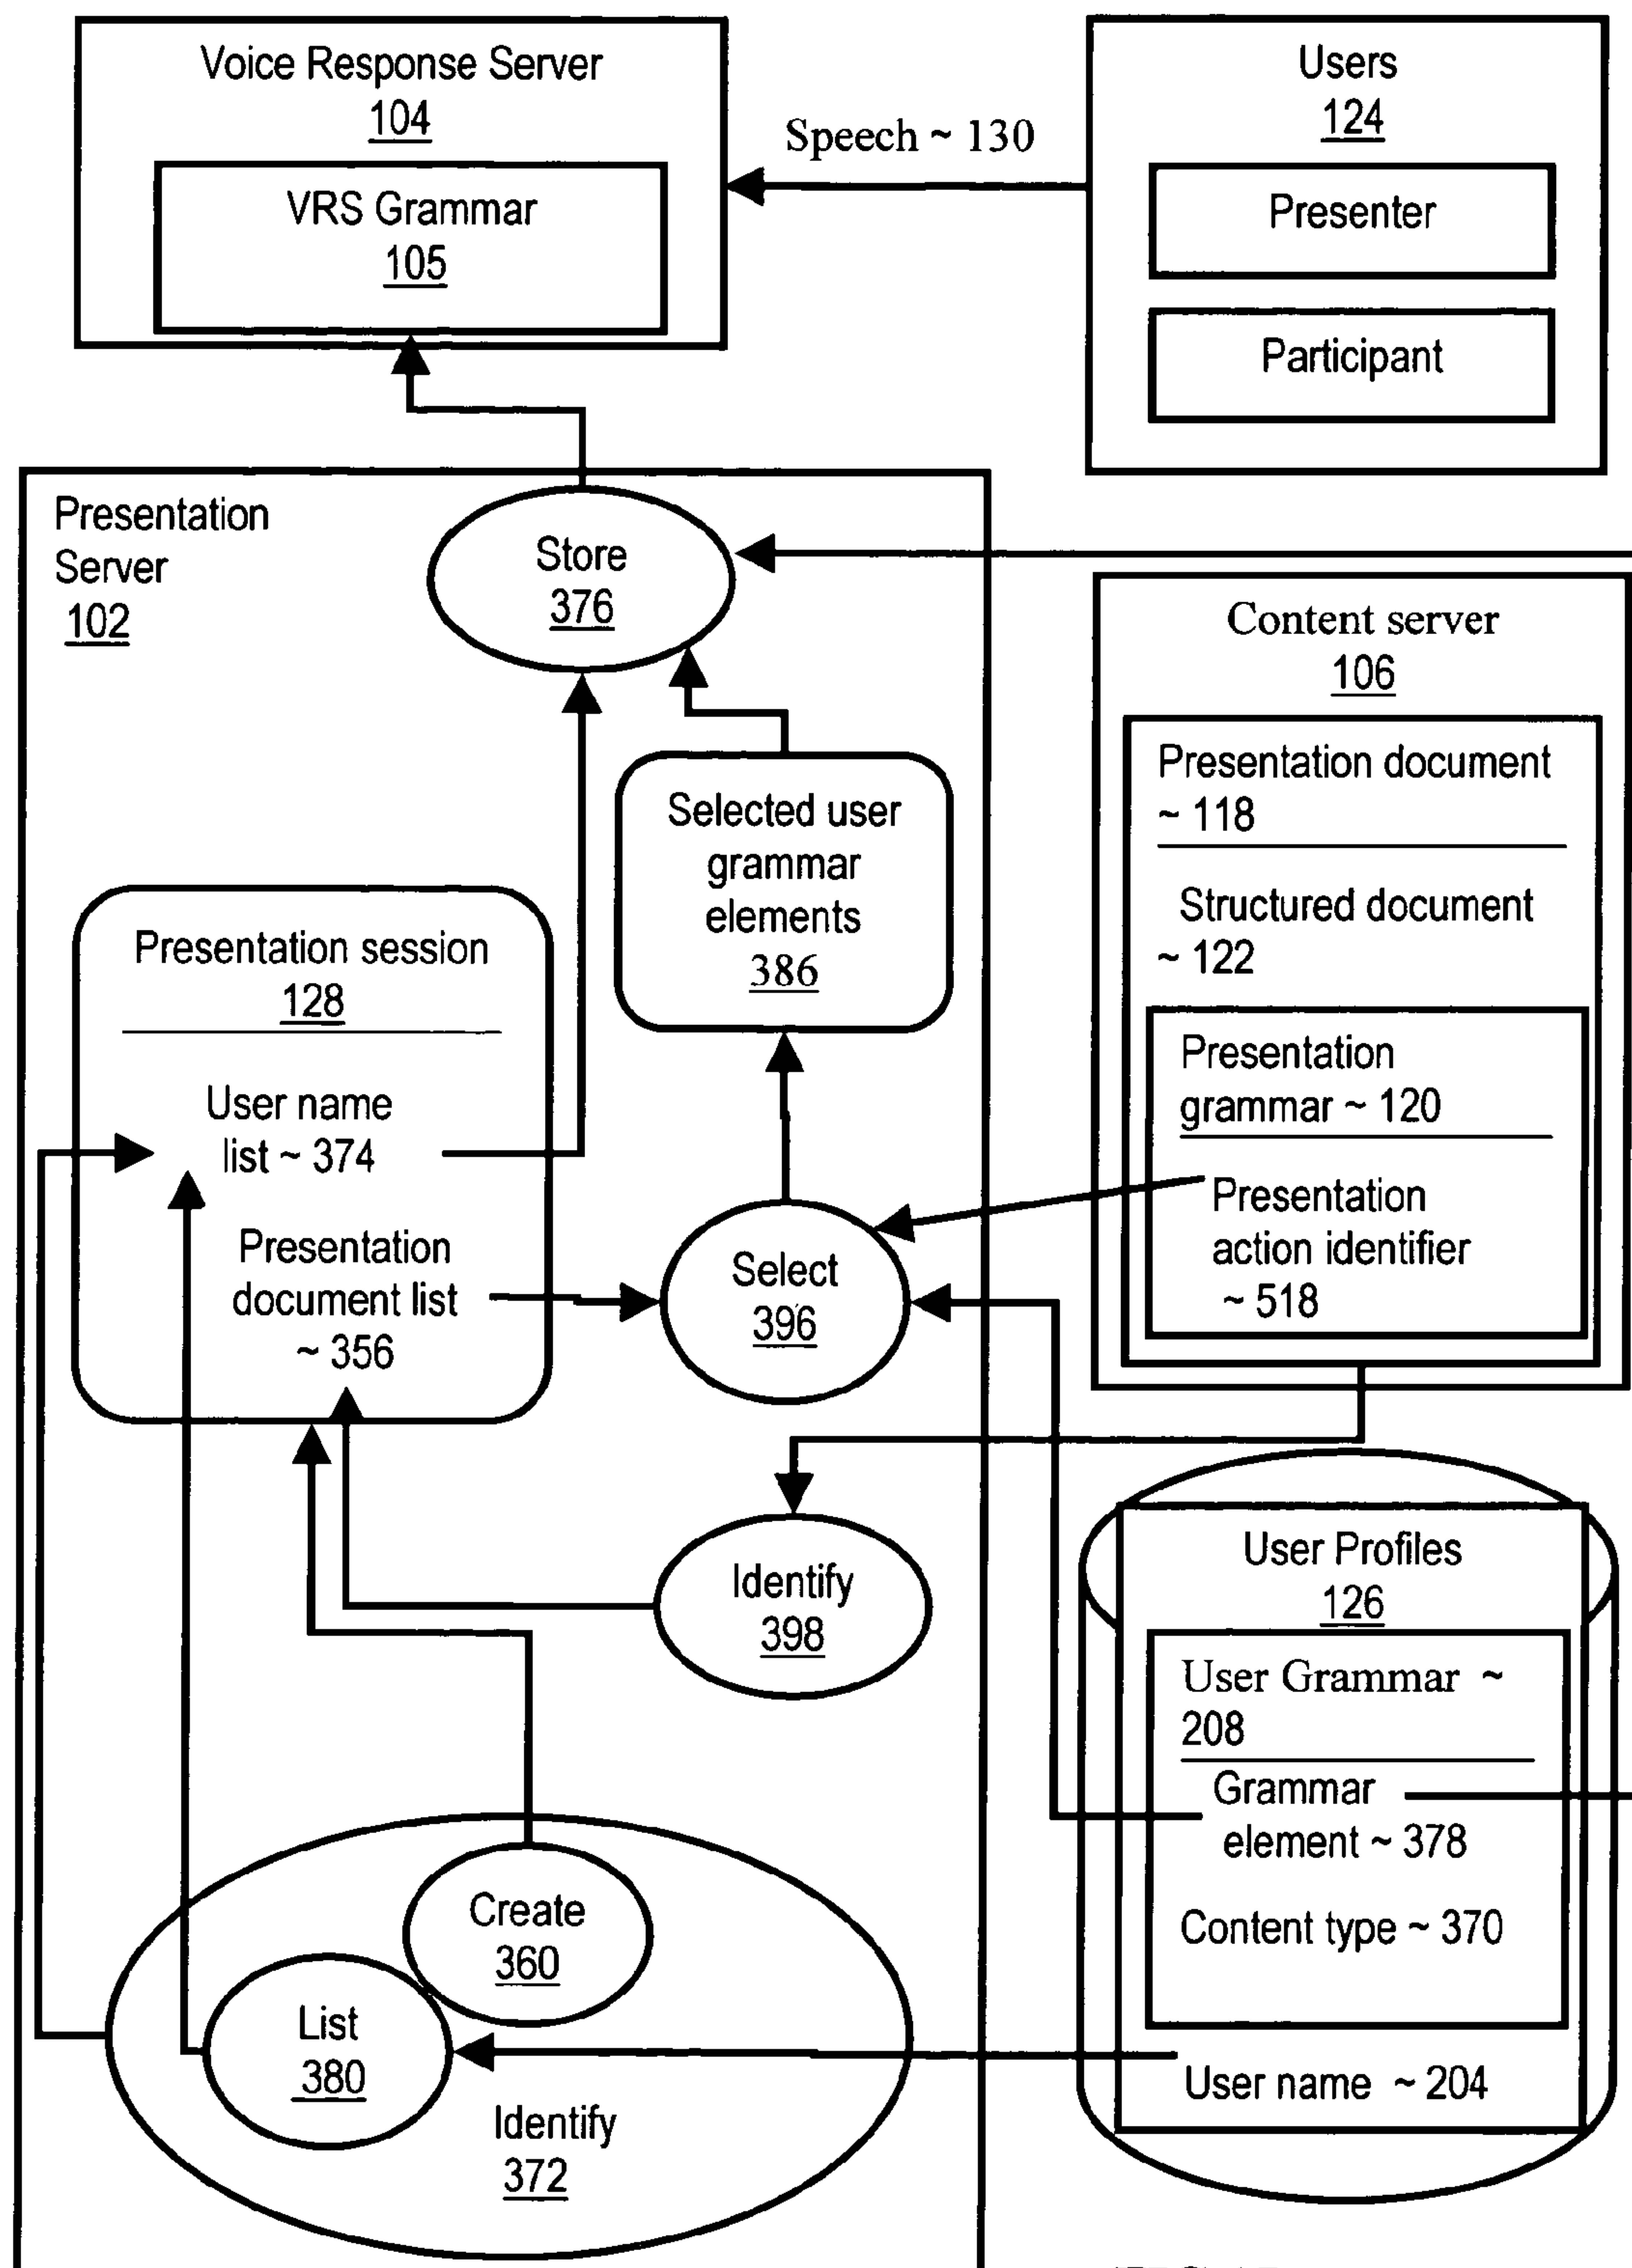 Voice Response Server
104
VRS Grammar
105
Speech ~ 130
Users
124
Presenter
Participant
Presentation
Server
102
Store
376
Selected user
grammar
elements
386
Presentation session
128
User name
list ~ 374
Presentation
document list
~ 356
Select
396
Identify
398
Create
360
List
380
Identify
372
Content server
106
Presentation document
~ 118
Structured document
~ 122
Presentation
grammar ~ 120
Presentation
action identifier
~ 518
User Profiles
126
User Grammar ~
208
Grammar
element ~ 378
Content type ~ 370
User name ~ 204